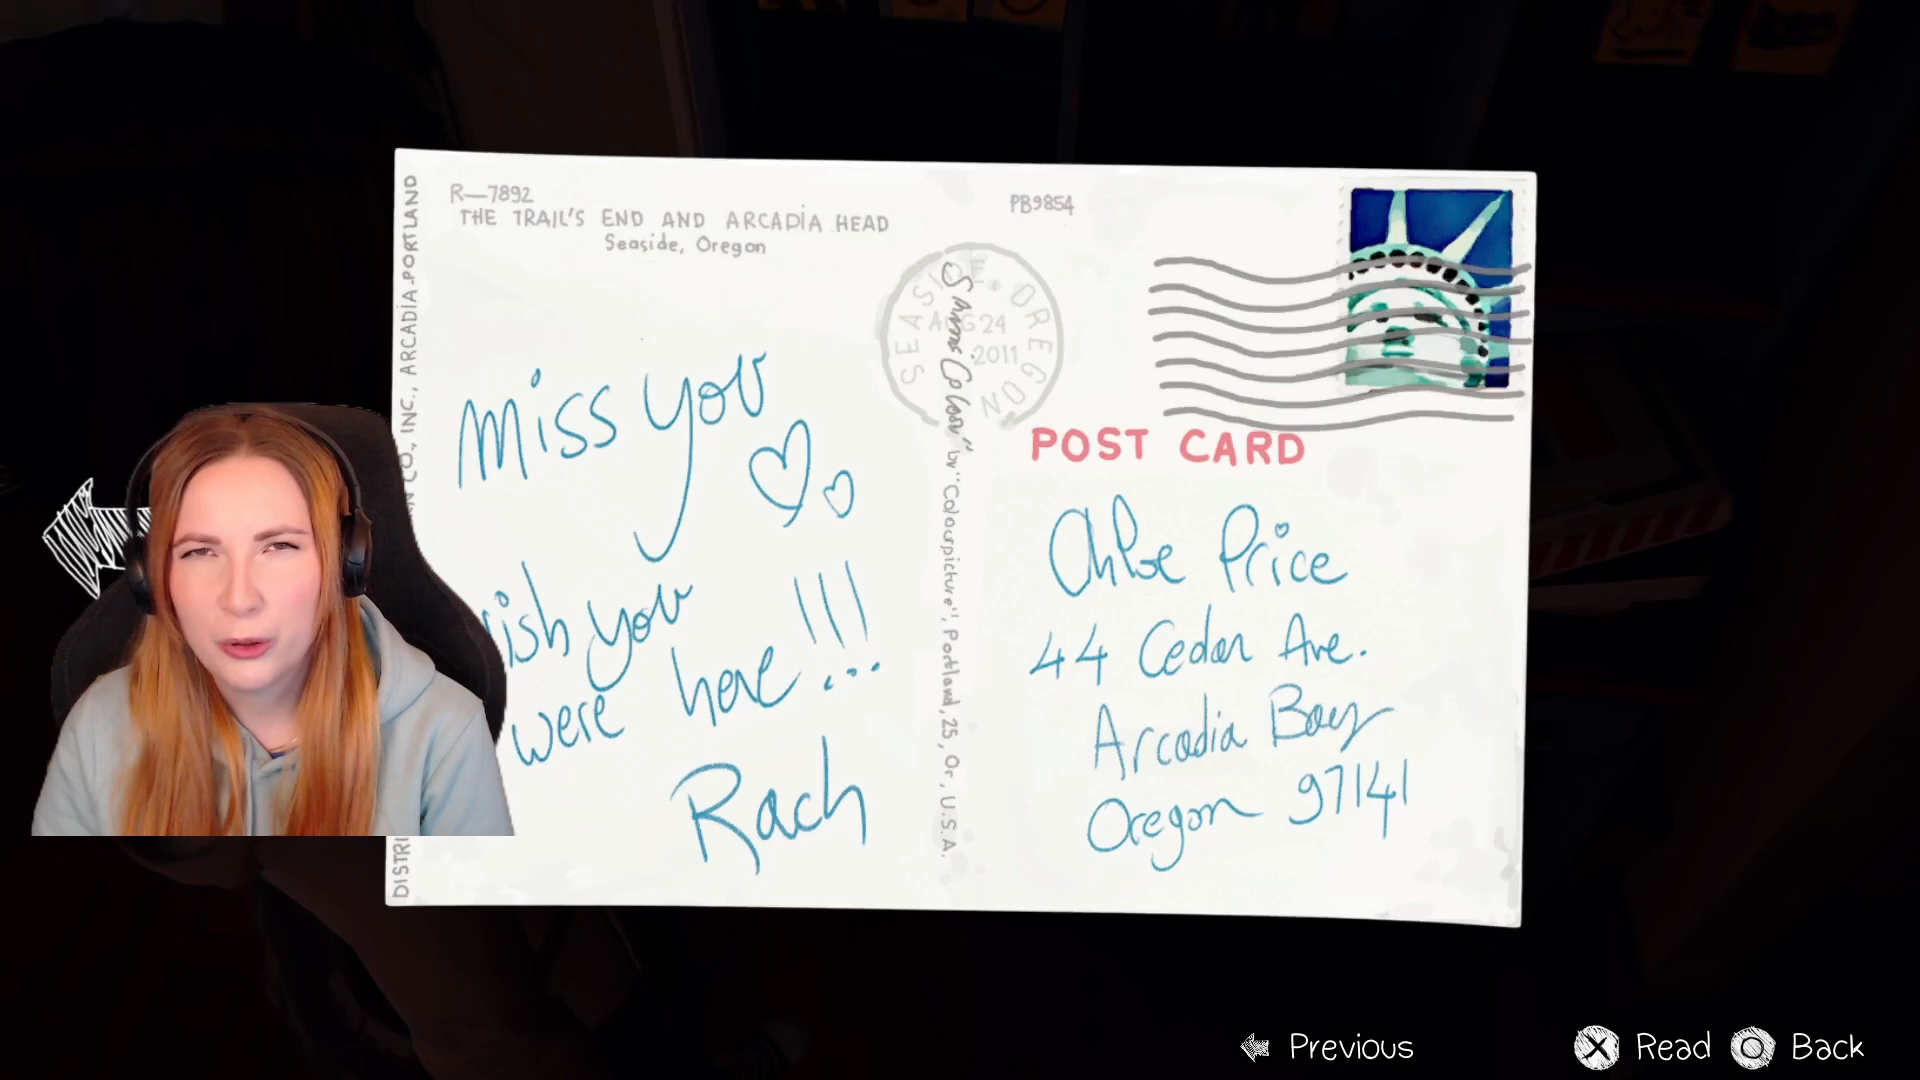 R—7892
THE TRAIL'S END AND ARCADIA HEAD
Seaside, Oregon
PB9854
SEASIDE, OREGON
AUG 24
2011
CO., INC., ARCADIA-PORTLAND
DISTRI
by "Colourpicture", Portland, 25, Or, U.S.A.
Miss you
ish you
were here!!!...
Rach
POST CARD
Chloe Price
44 Cedar Ave.
Arcadia Bay
Oregon 97141
Previous
Read
Back